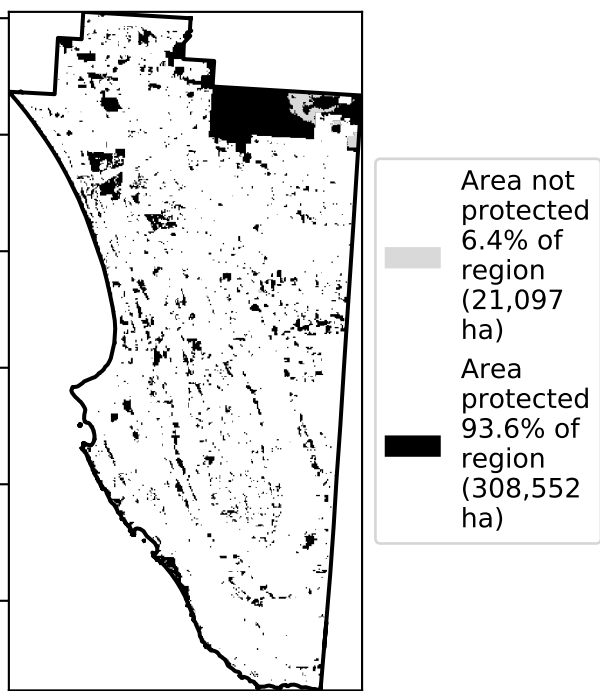 Area not
protected
6.4% of
region
(21,097
ha)
Area
protected
93.6% of
region
(308,552
ha)